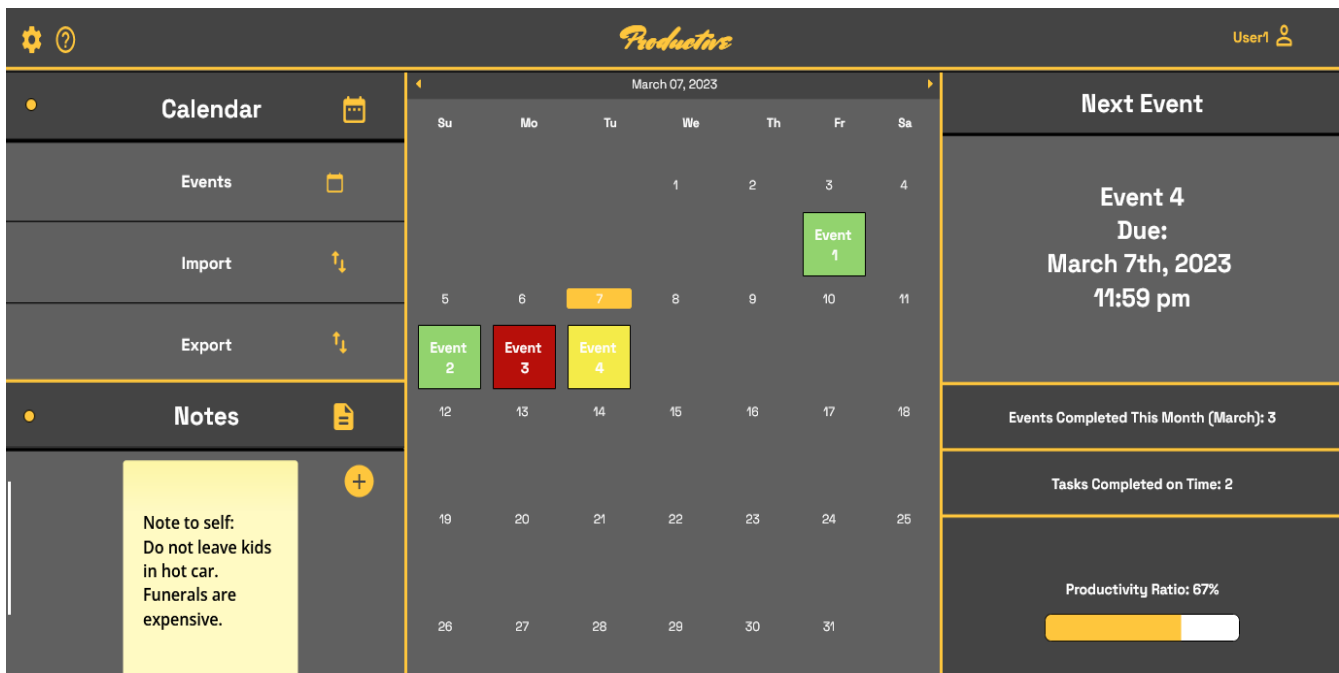 Productive
User1
Calendar
Events
Import
Export
Notes
Note to self:
Do not leave kids
in hot car.
Funerals are
expensive.
March 07, 2023
Su Mo Tu We Th Fr Sa
1 2 3 4
Event
1
5 6 7 8 9 10 11
Event Event Event
2 3 4
12 13 14 15 16 17 18
19 20 21 22 23 24 25
26 27 28 29 30 31
Next Event
Event 4
Due:
March 7th, 2023
11:59 pm
Events Completed This Month (March): 3
Tasks Completed on Time: 2
Productivity Ratio: 67%